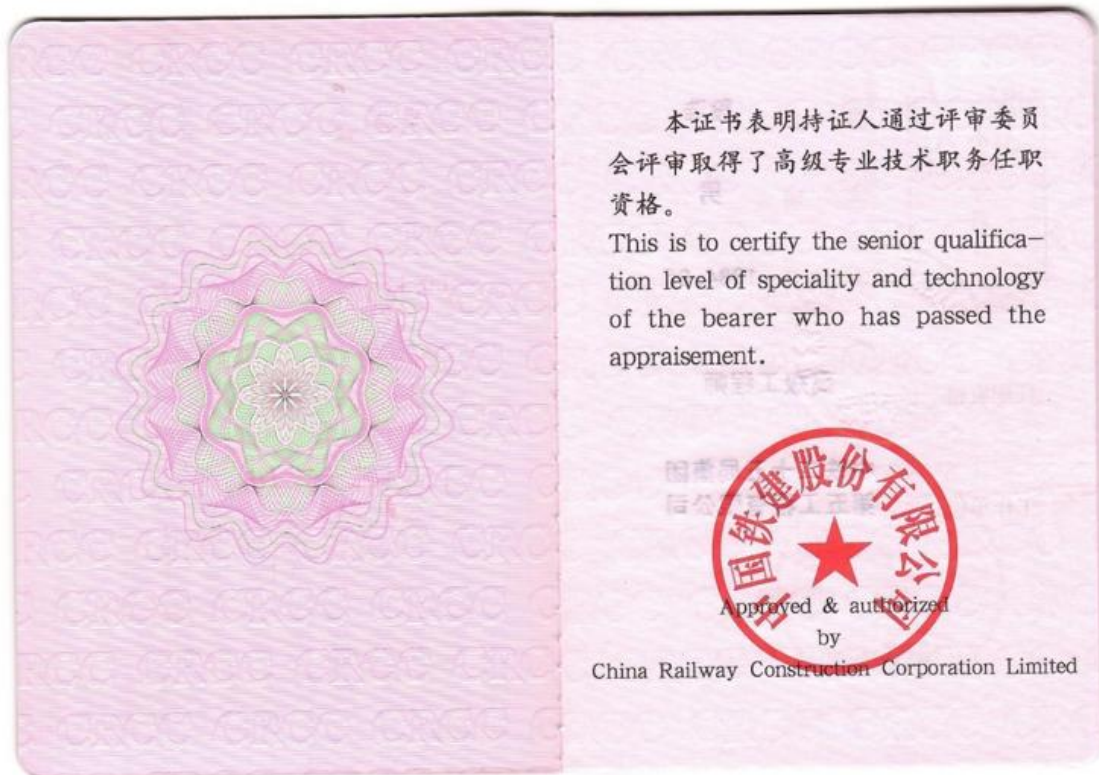 本证书表明持证人通过评审委员
会评审取得了高级专业技术职务任职
资格。
This is to certify the senior qualifica-
tion level of speciality and technology
of the bearer who has passed the
appraisement.
中国铁建股份有限公司
Approved & authorized
by
China Railway Construction Corporation Limited